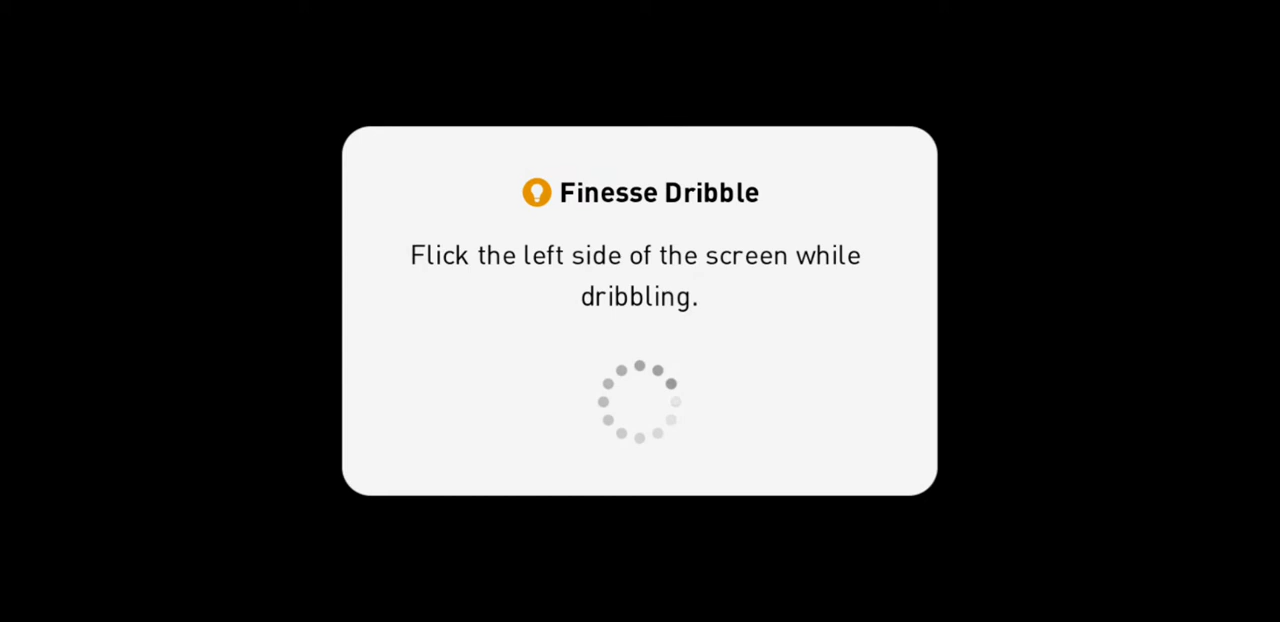 Finesse Dribble
Flick the left side of the screen while
dribbling.